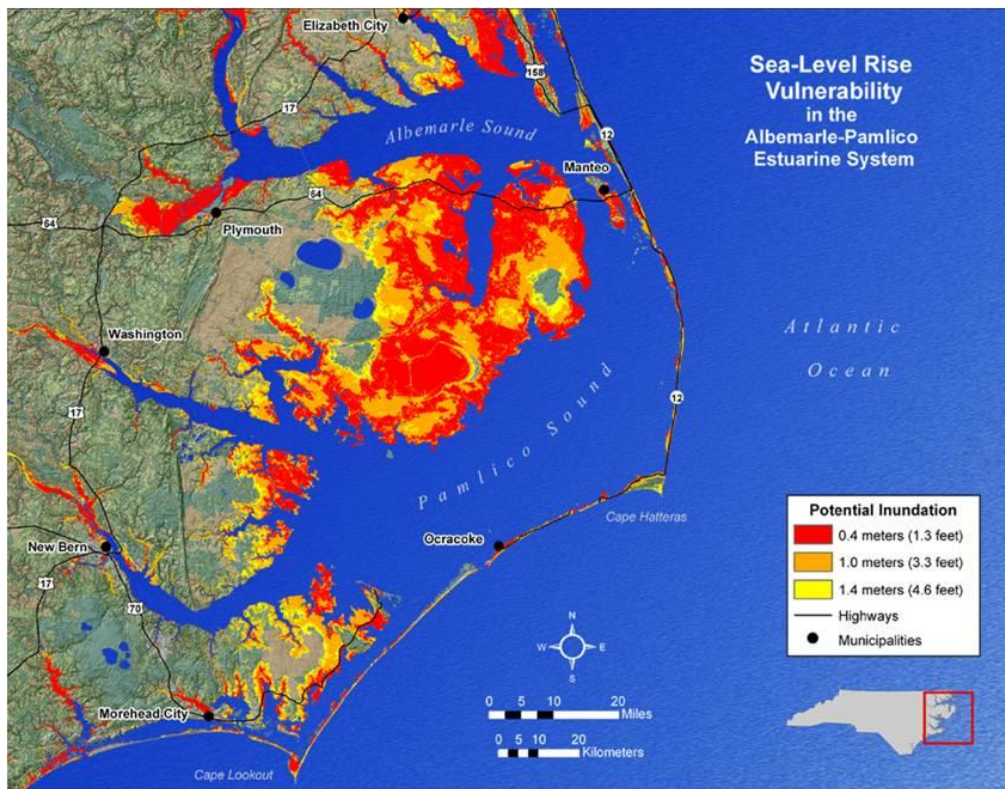 Sea-Level Rise
Vulnerability
in the
Albemarle-Pamlico
Estuarine System
Elizabeth City
158
17
Albemarle Sound
12
Manteo
64
64
Plymouth
Washington
Atlantic
Ocean
17
12
Pamlico Sound
Cape Hatteras
Ocracoke
New Bern
17
70
Morehead City
Cape Lookout
Potential Inundation
0.4 meters (1.3 feet)
1.0 meters (3.3 feet)
1.4 meters (4.6 feet)
Highways
Municipalities
N
W E
S
0 5 10 20
Miles
0 5 10 20
Kilometers